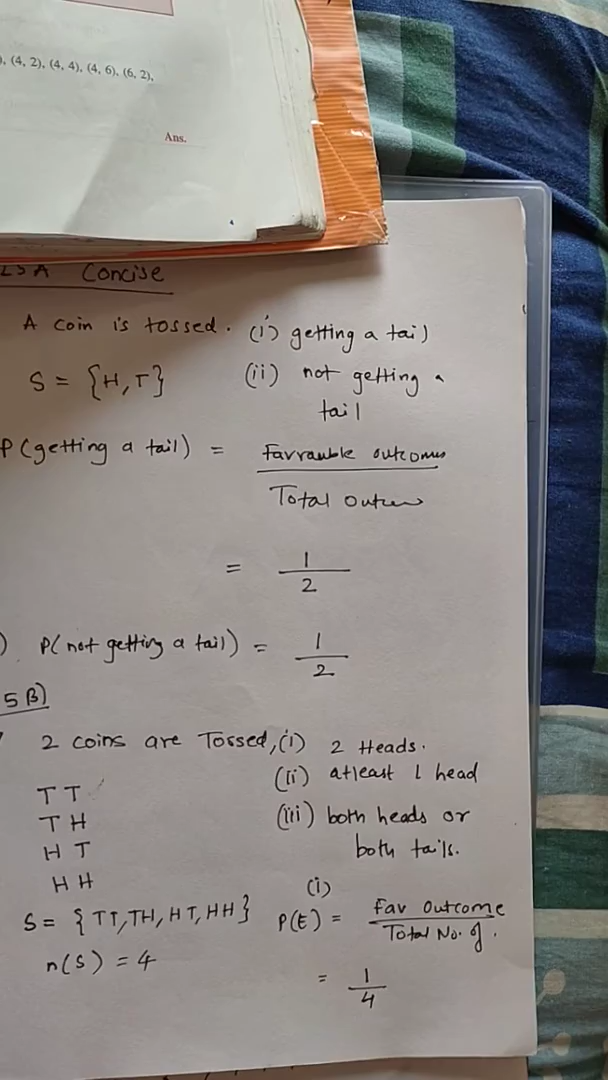 , (4, 2), (4, 4), (4, 6), (6, 2),
Ans.
25A Concise
A coin is tossed. (i) getting a tail
S = {H,T} (ii) not getting a
tail
P(getting a tail) = Favrauble outcomes
Total
= 1
2
) P(not getting a tail) = 1
2
5B)
2 coins are Tossed, (i) 2 Heads.
(ii) atleast 1 head
TT
TH (iii) both heads or
HT both tails.
HH
(i)
S = {TT, TH, HT, HH} P(E) = Fav Outcome
Total No. of.
n(S) = 4
= 1
4